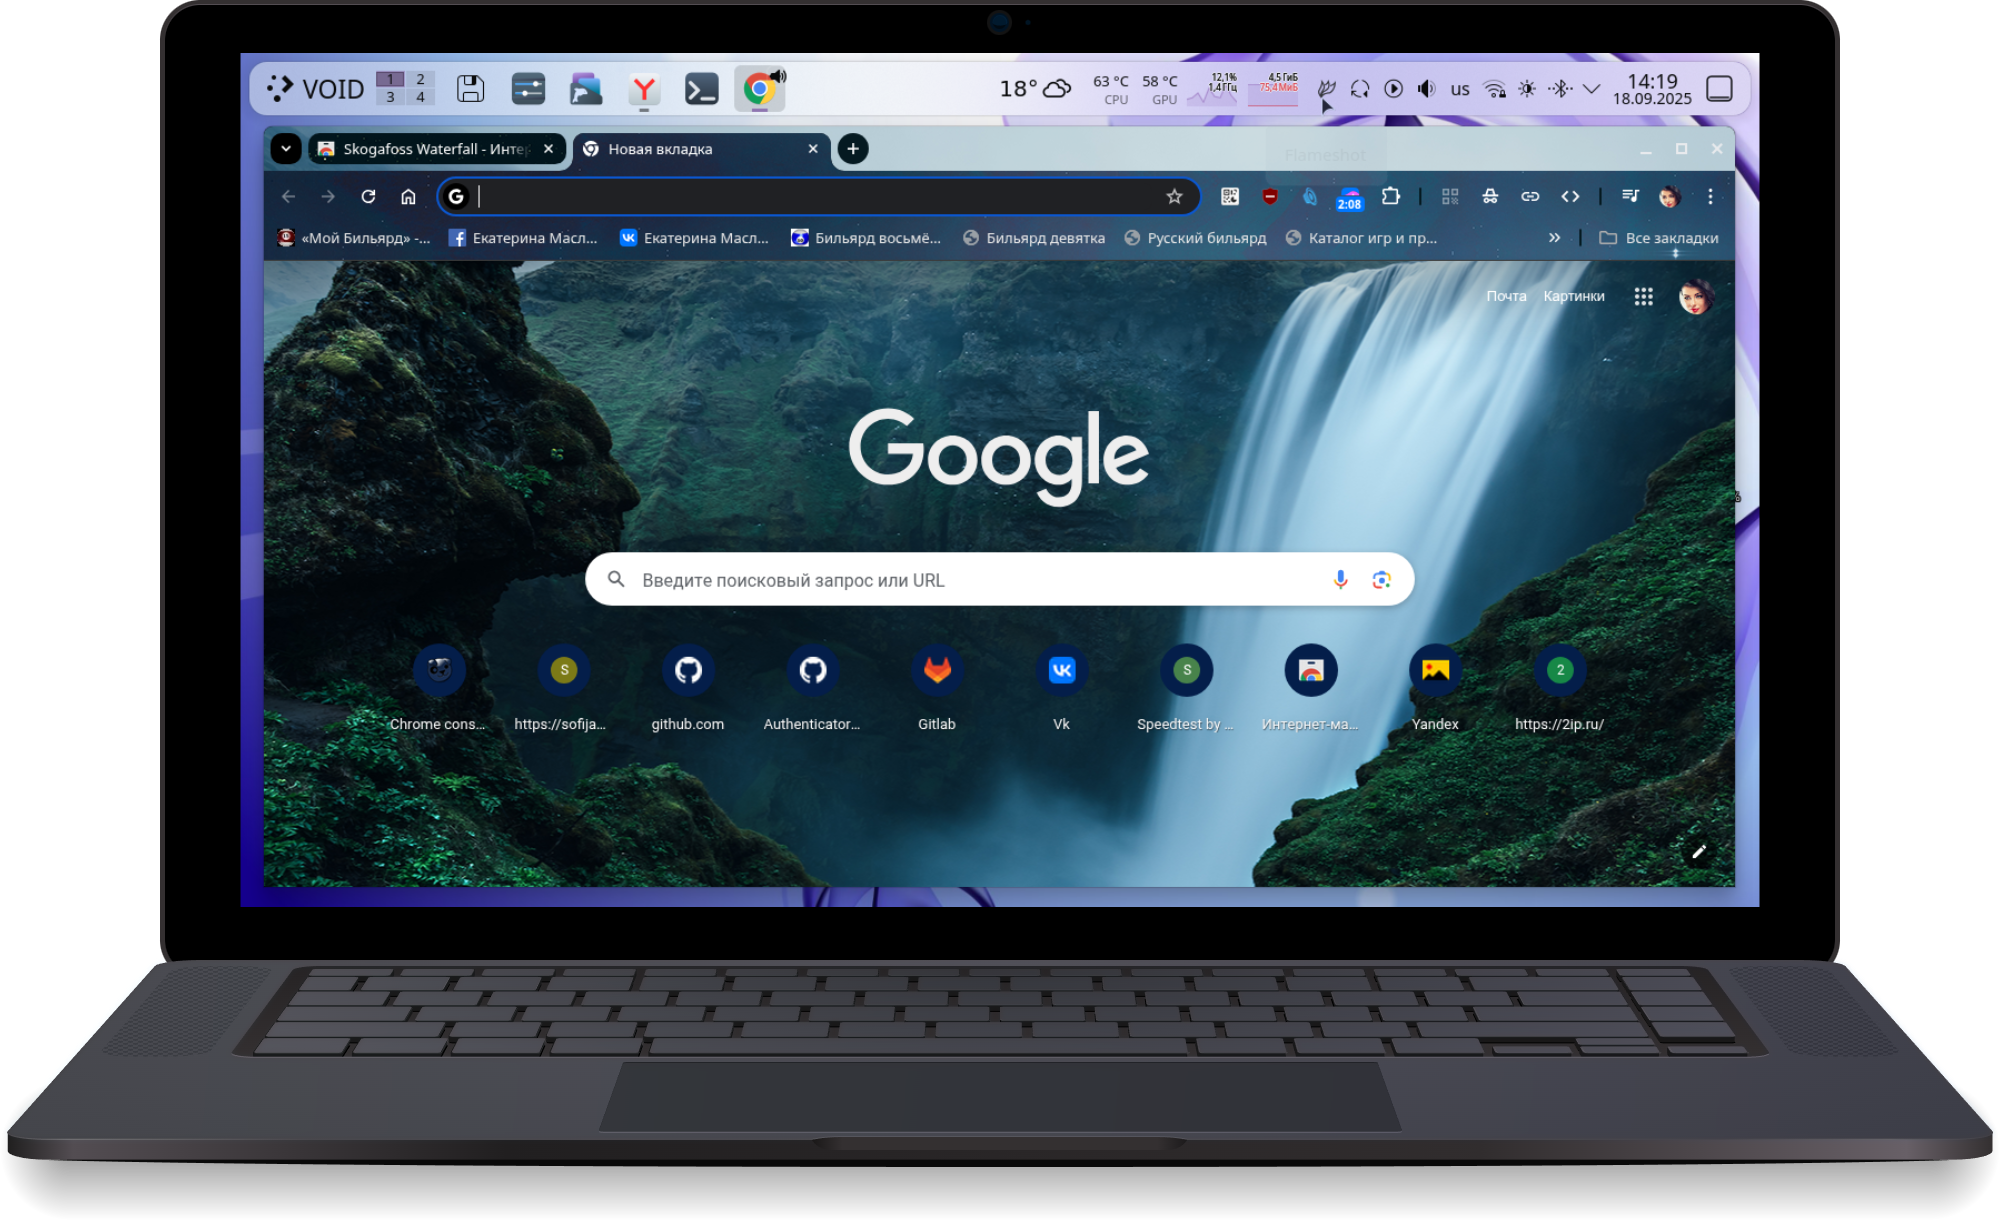 VOID
1 2
3 4
18°
63 °C
CPU
58 °C
GPU
12,1%
1,4 ГГц
4,5 ГиБ
75,4 МиБ
us
14:19
18.09.2025
Skogafoss Waterfall - Инте
Новая вкладка
Flameshot
2:08
«Мой Бильярд» -...
Екатерина Масл...
Екатерина Масл...
Бильярд восьмё...
Бильярд девятка
Русский бильярд
Каталог игр и пр...
Все закладки
Почта
Картинки
Google
Введите поисковый запрос или URL
Chrome cons...
S
https://sofija...
github.com
Authenticator...
Gitlab
Vk
S
Speedtest by ...
Интернет-ма...
Yandex
2
https://2ip.ru/